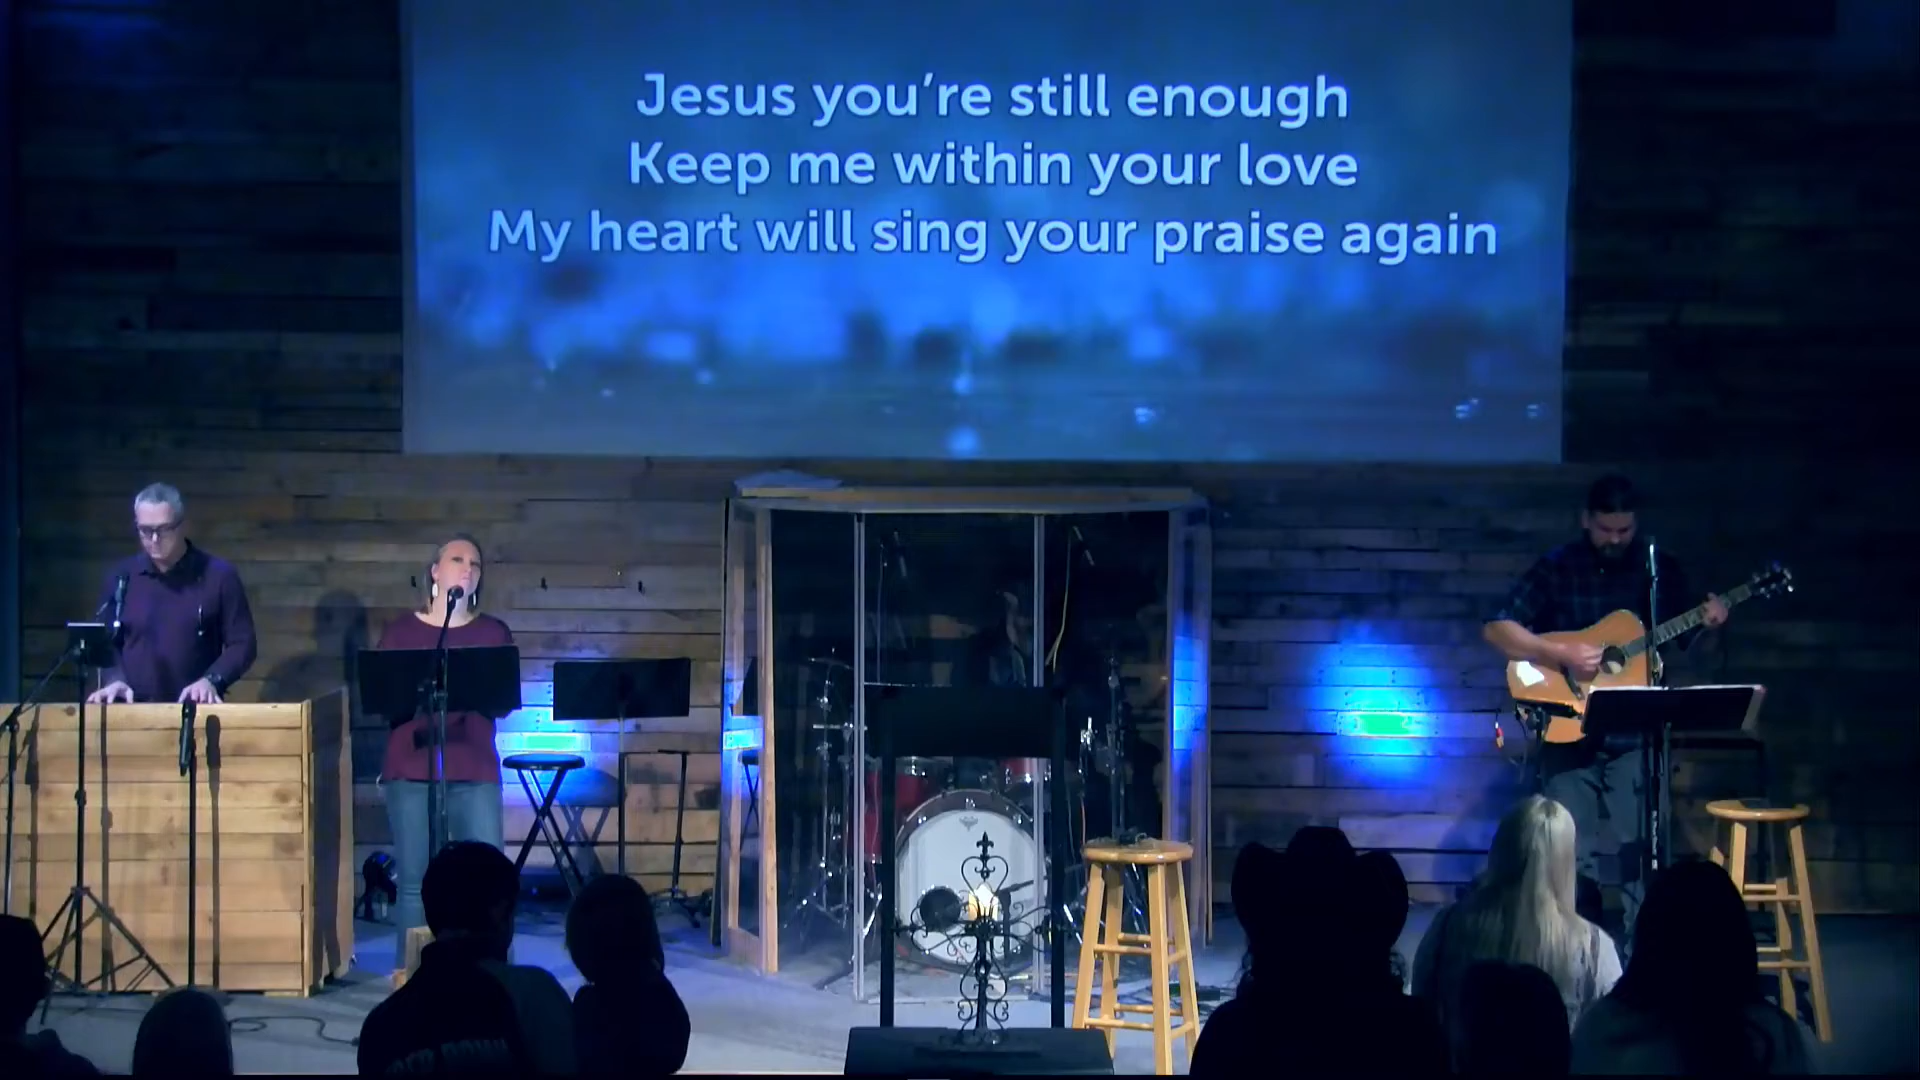 Jesus you're still enough
Keep me within your love
My heart will sing your praise again